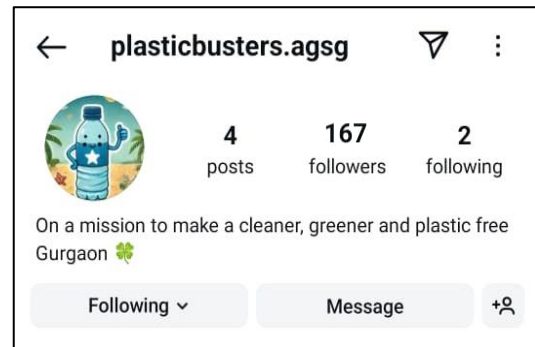 plasticbusters.agsg
4 167 2
posts followers following
On a mission to make a cleaner, greener and plastic free
Gurgaon 🍀
Following Message